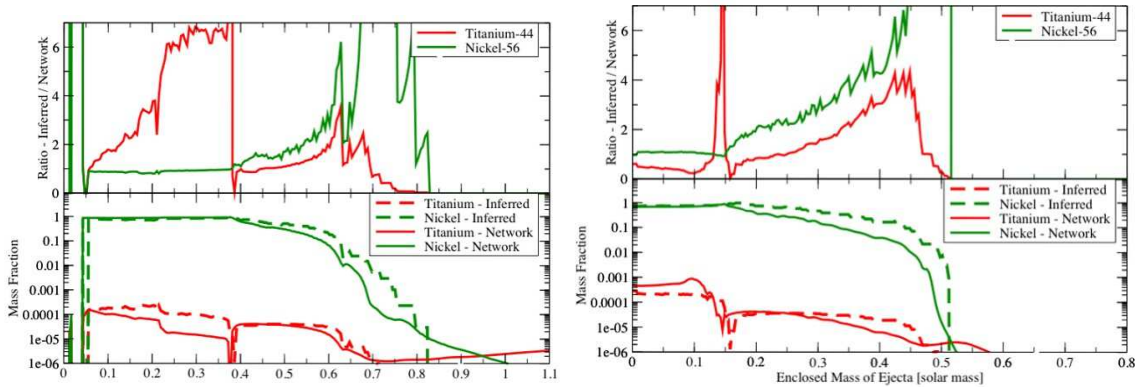 Ratio - Inferred / Network
6
4
2
0
Titanium-44
Nickel-56
Mass Fraction
1
0.1
0.01
0.001
0.0001
1e-05
1e-06
Titanium - Inferred
Nickel - Inferred
Titanium - Network
Nickel - Network
0 0.1 0.2 0.3 0.4 0.5 0.6 0.7 0.8 0.9 1 1.1
Ratio - Inferred / Network
6
4
2
0
Titanium-44
Nickel-56
Mass Fraction
1
0.1
0.01
0.001
0.0001
1e-05
1e-06
Titanium - Inferred
Nickel - Inferred
Titanium - Network
Nickel - Network
0 0.1 0.2 0.3 0.4 0.5 0.6 0.7 0.8
Enclosed Mass of Ejecta [solar mass]